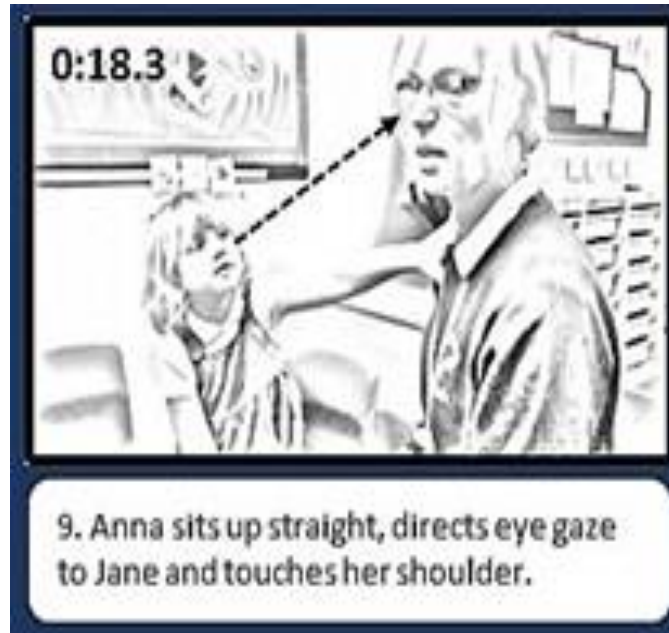 0:18.3
9. Anna sits up straight, directs eye gaze
to Jane and touches her shoulder.